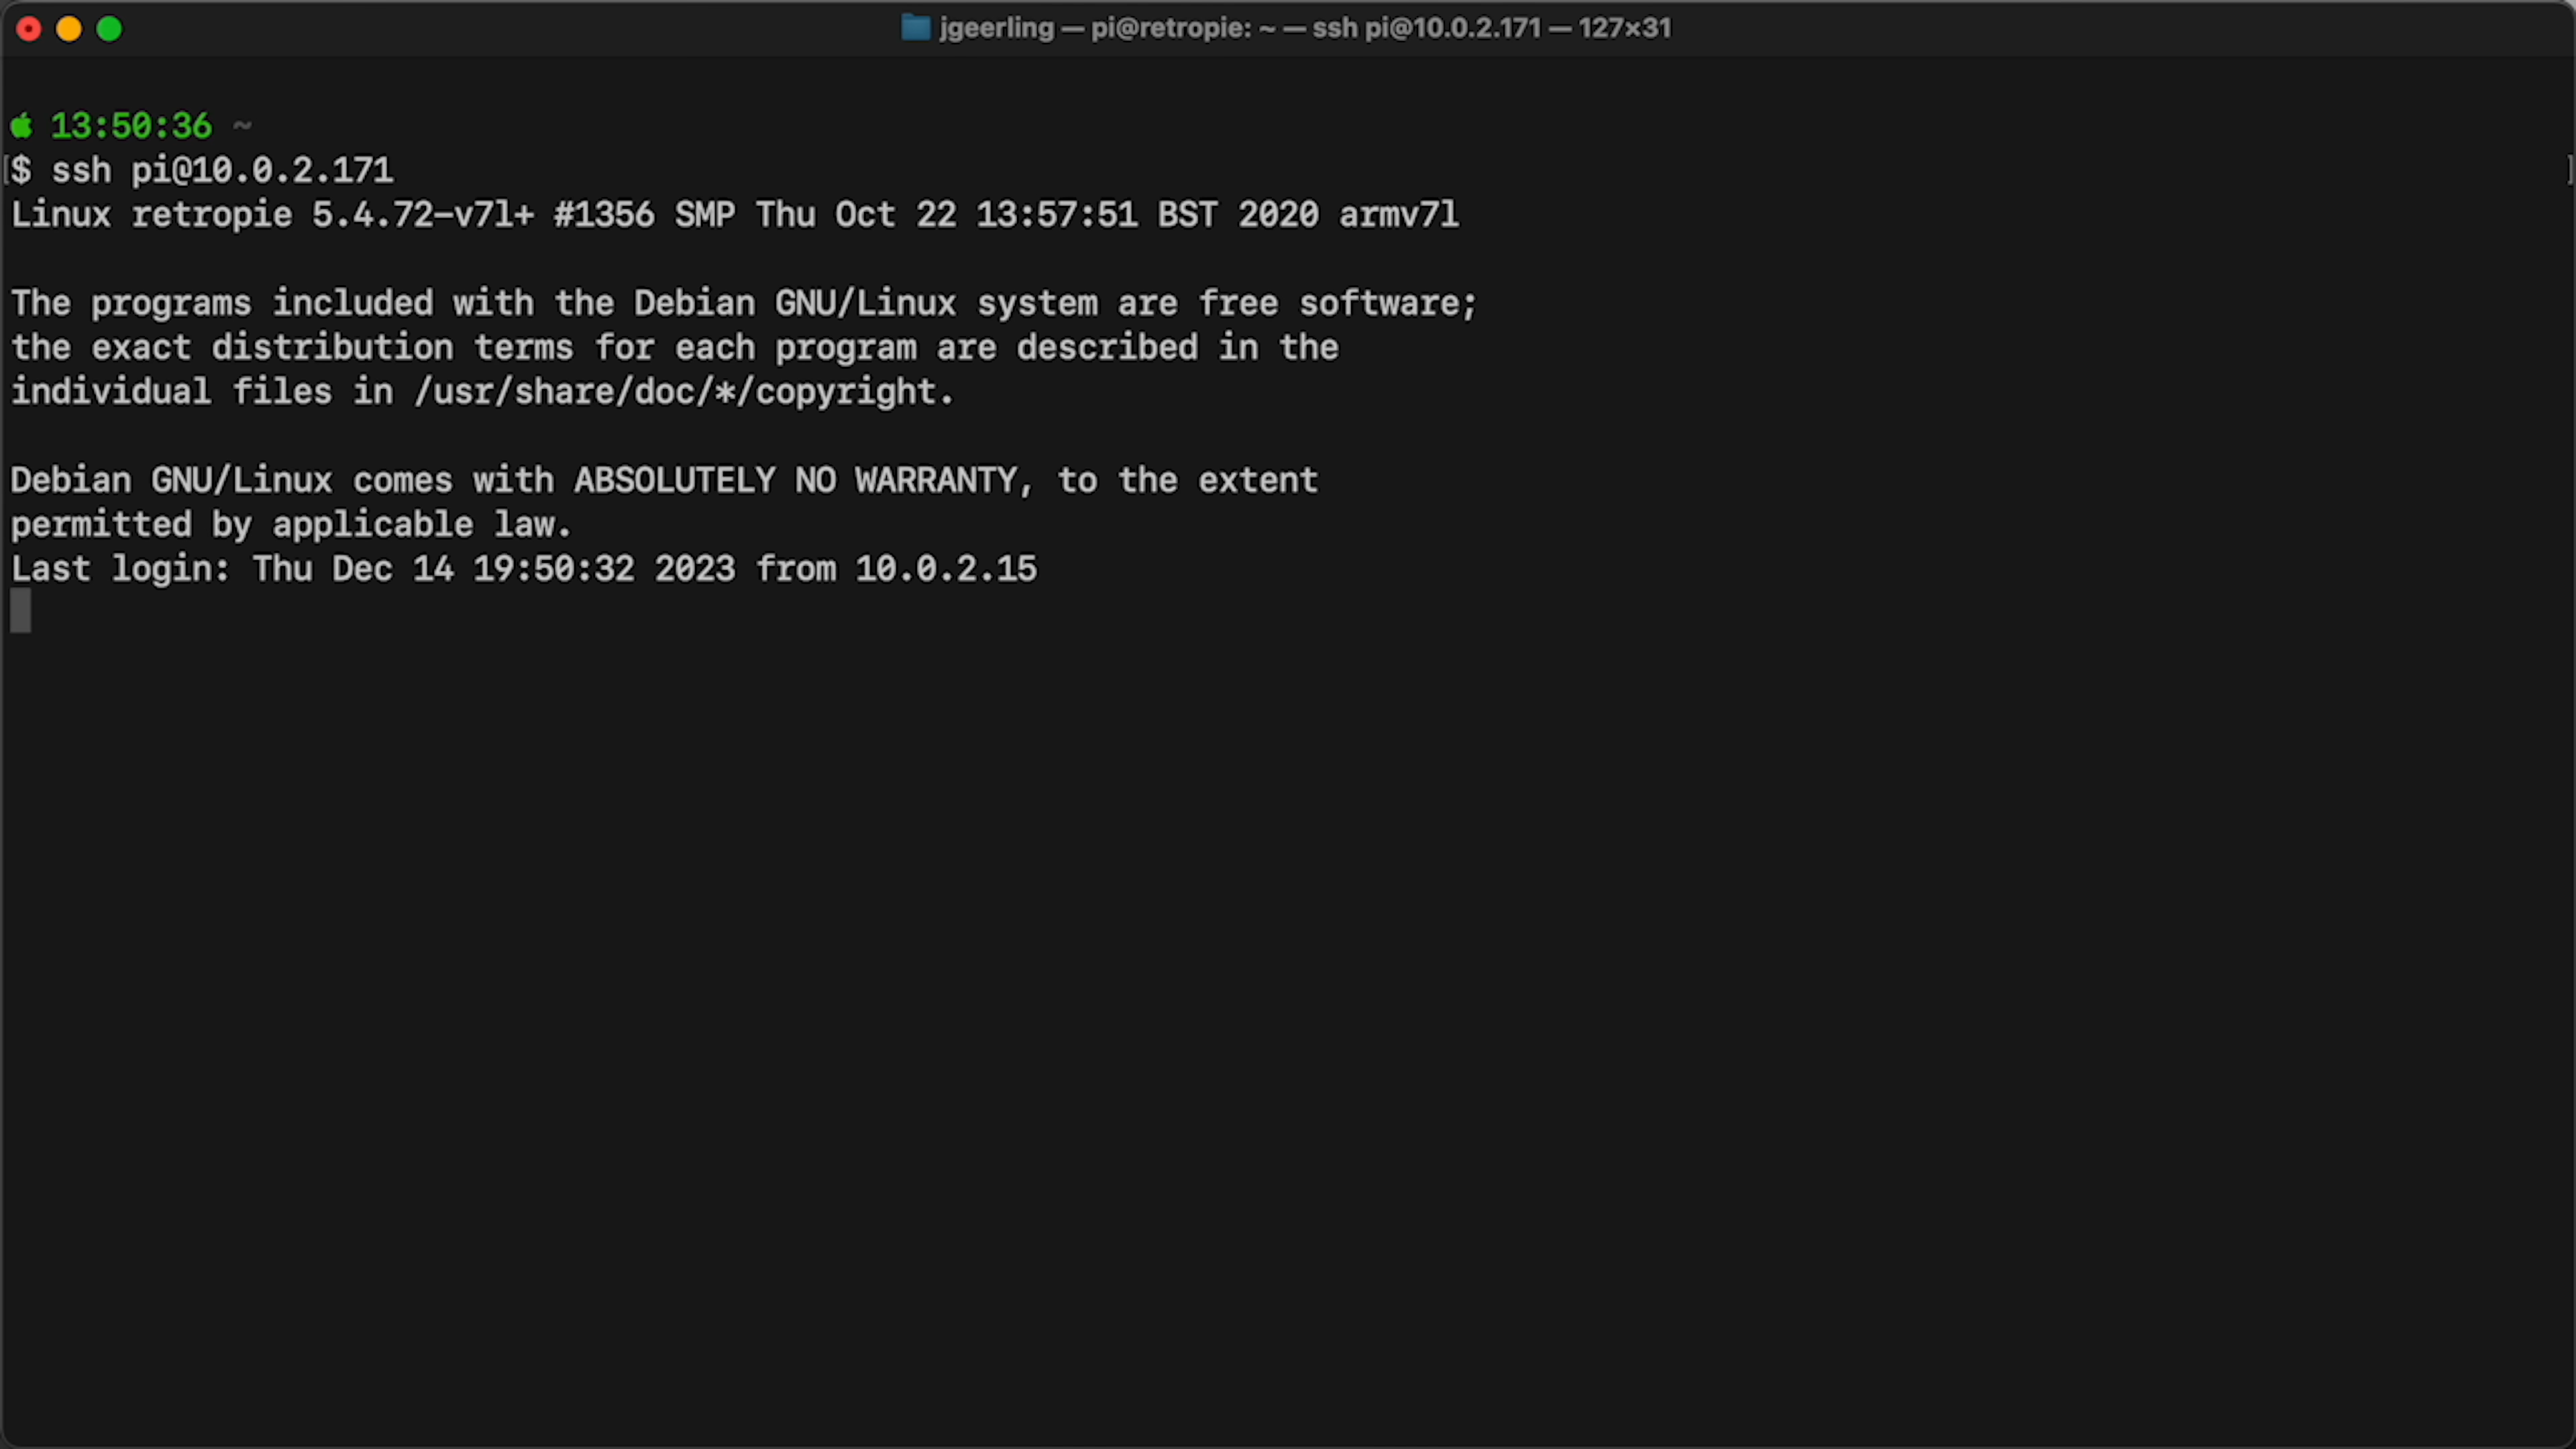 jgeerling — pi@retropie: ~ — ssh pi@10.0.2.171 — 127×31
13:50:36 ~
[$ ssh pi@10.0.2.171 ]
Linux retropie 5.4.72-v7l+ #1356 SMP Thu Oct 22 13:57:51 BST 2020 armv7l
The programs included with the Debian GNU/Linux system are free software;
the exact distribution terms for each program are described in the
individual files in /usr/share/doc/*/copyright.
Debian GNU/Linux comes with ABSOLUTELY NO WARRANTY, to the extent
permitted by applicable law.
Last login: Thu Dec 14 19:50:32 2023 from 10.0.2.15